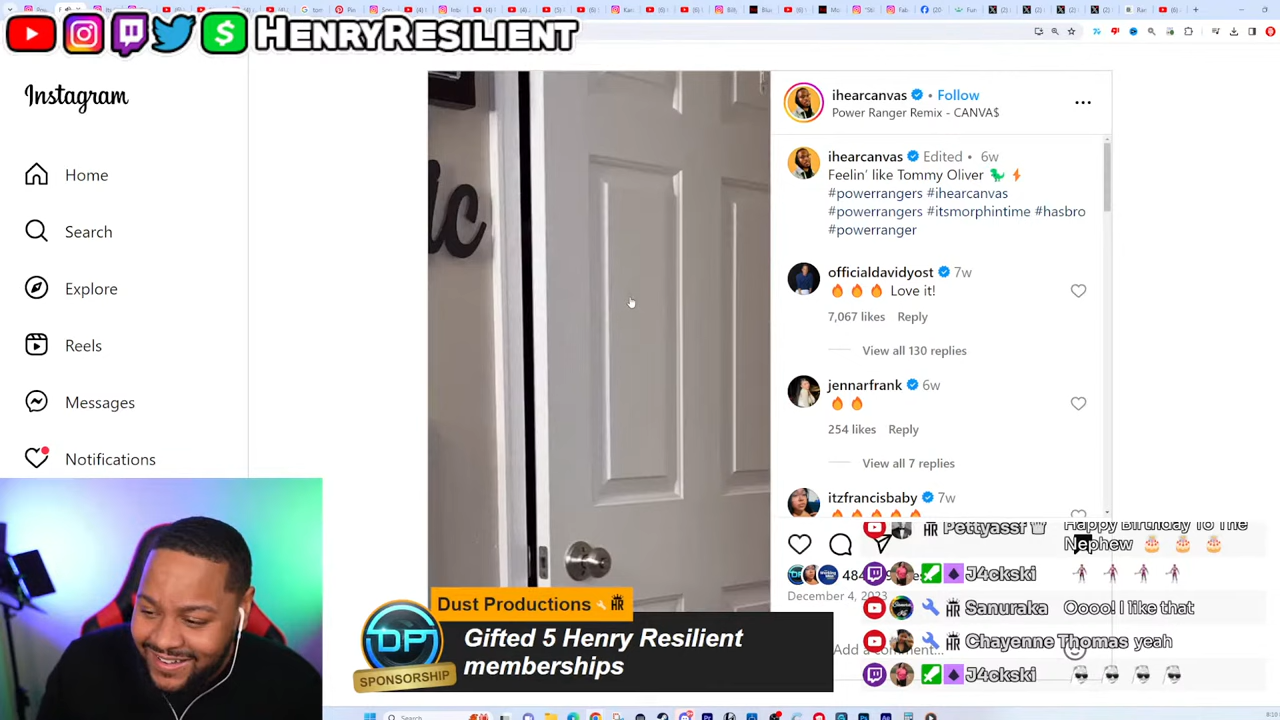 HENRYRESILIENT
Instagram
Home
Search
Explore
Reels
Messages
Notifications
ic
ihearcanvas • Follow
Power Ranger Remix - CANVA$
ihearcanvas Edited • 6w
Feelin' like Tommy Oliver 🦖⚡
#powerrangers #ihearcanvas
#powerrangers #itsmorphintime #hasbro
#powerranger
officialdavidyost 7w
🔥🔥🔥 Love it!
7,067 likes Reply
View all 130 replies
jennarfrank 6w
🔥🔥
254 likes Reply
View all 7 replies
itzfrancisbaby 7w
🔥🔥🔥🔥🔥
December 4, 2023
Add a comment...
Dust Productions
Gifted 5 Henry Resilient
memberships
DP
SPONSORSHIP
Pettyassf Happy Birthday To The
Nephew 🎂🎂🎂
J4ckski
Sanuraka Oooo! I like that
Chayenne Thomas yeah
J4ckski
Search